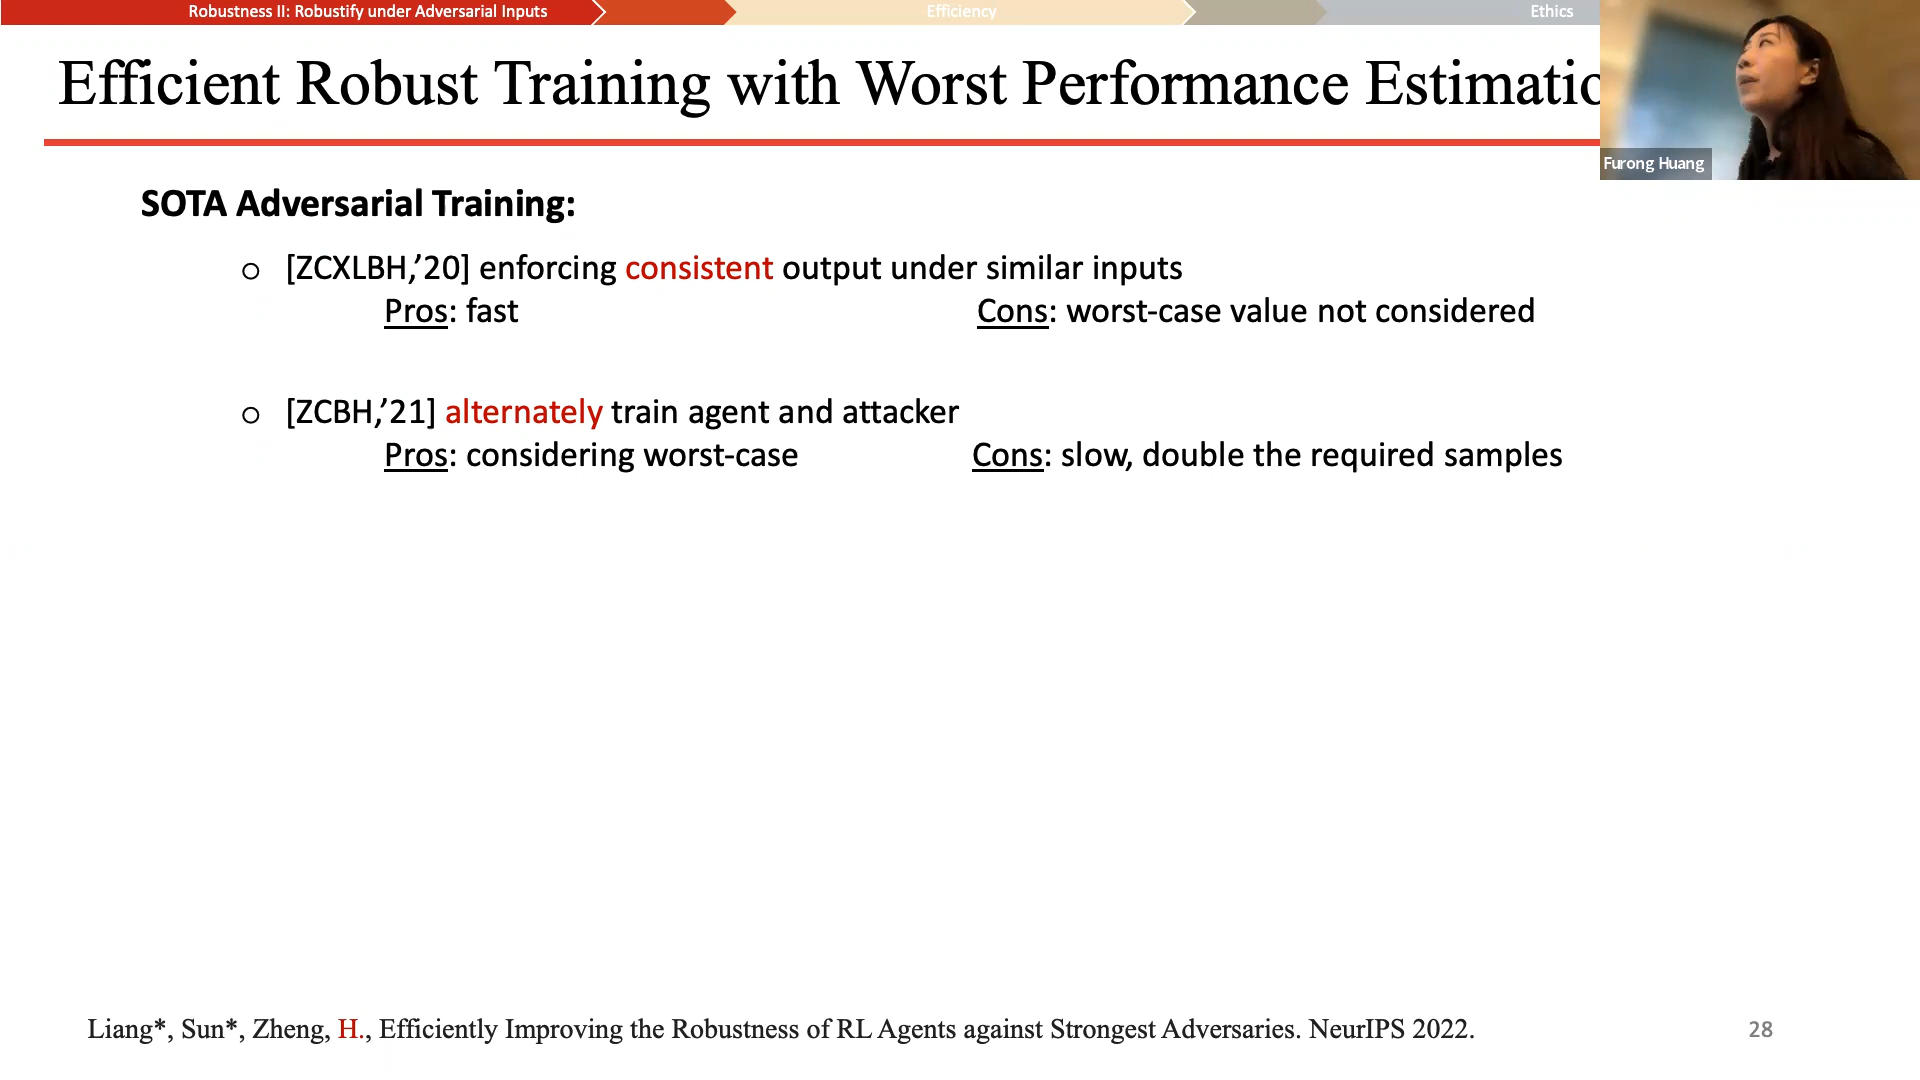 Robustness II: Robustify under Adversarial Inputs
Efficiency
Ethics
Efficient Robust Training with Worst Performance Estimatio
Furong Huang
SOTA Adversarial Training:
○ [ZCXLBH,’20] enforcing consistent output under similar inputs
Pros: fast
Cons: worst-case value not considered
○ [ZCBH,’21] alternately train agent and attacker
Pros: considering worst-case
Cons: slow, double the required samples
Liang*, Sun*, Zheng, H., Efficiently Improving the Robustness of RL Agents against Strongest Adversaries. NeurIPS 2022.
28